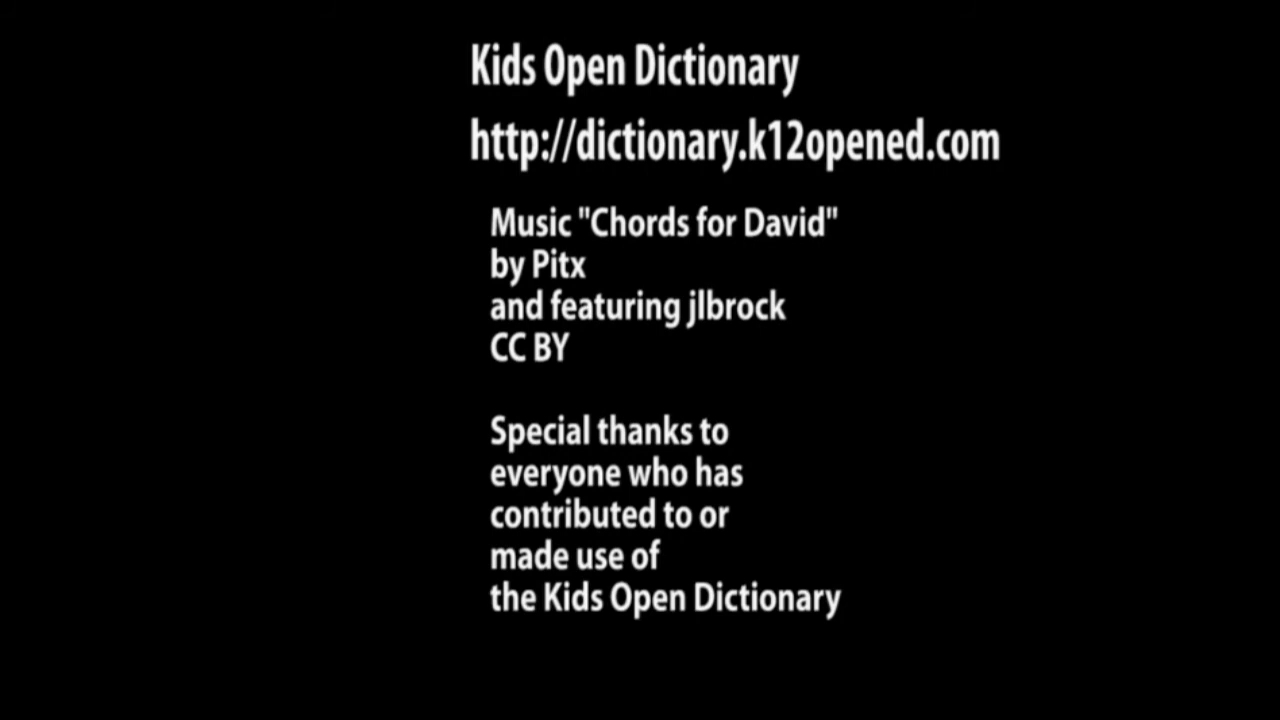 Kids Open Dictionary
http://dictionary.k12opened.com
Music "Chords for David"
by Pitx
and featuring jlbrock
CC BY
Special thanks to
everyone who has
contributed to or
made use of
the Kids Open Dictionary